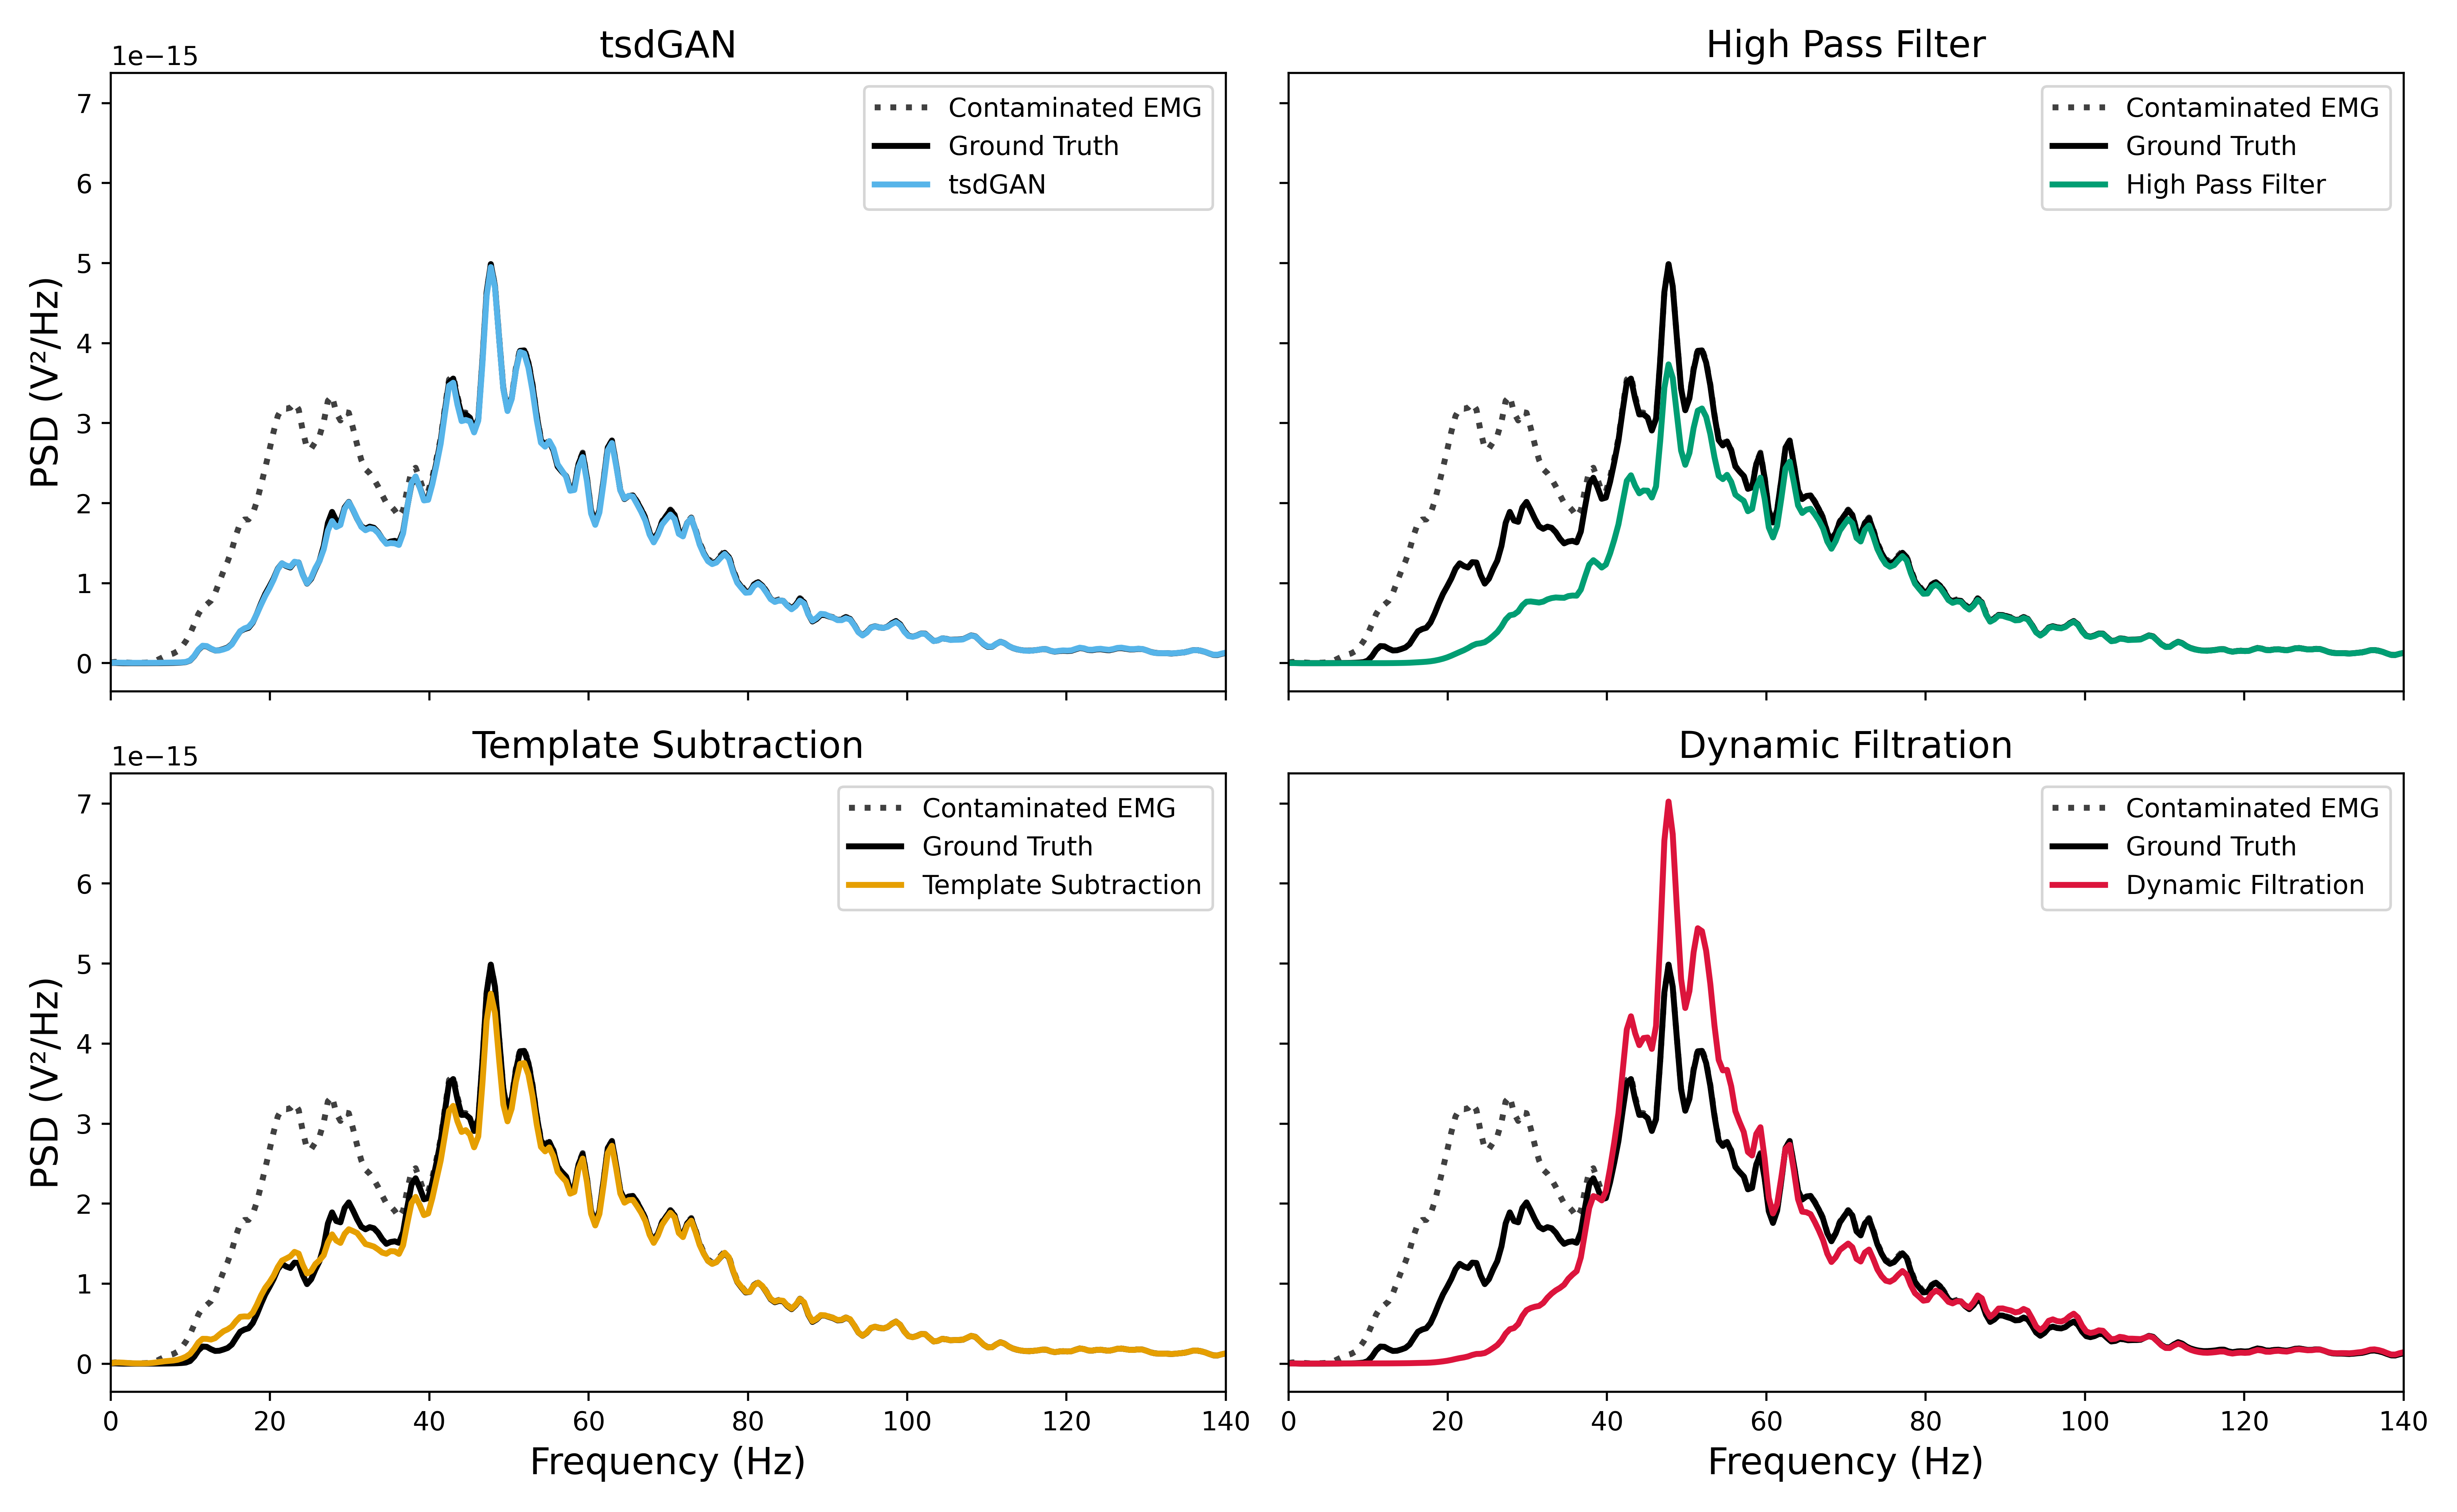 tsdGAN
1e−15
Contaminated EMG
Ground Truth
tsdGAN
7
6
5
4
3
2
1
0
PSD (V²/Hz)
High Pass Filter
Contaminated EMG
Ground Truth
High Pass Filter
Template Subtraction
1e−15
Contaminated EMG
Ground Truth
Template Subtraction
7
6
5
4
3
2
1
0
PSD (V²/Hz)
0 20 40 60 80 100 120 140
Frequency (Hz)
Dynamic Filtration
Contaminated EMG
Ground Truth
Dynamic Filtration
0 20 40 60 80 100 120 140
Frequency (Hz)